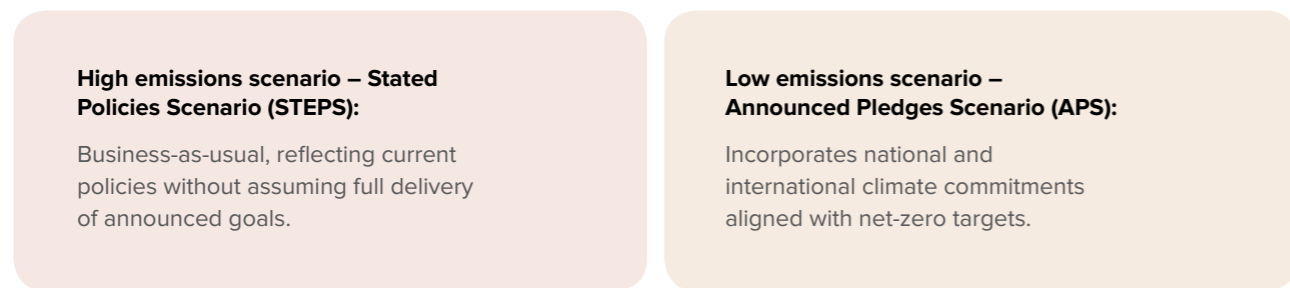 High emissions scenario – Stated
Policies Scenario (STEPS):
Business-as-usual, reflecting current
policies without assuming full delivery
of announced goals.
Low emissions scenario –
Announced Pledges Scenario (APS):
Incorporates national and
international climate commitments
aligned with net-zero targets.